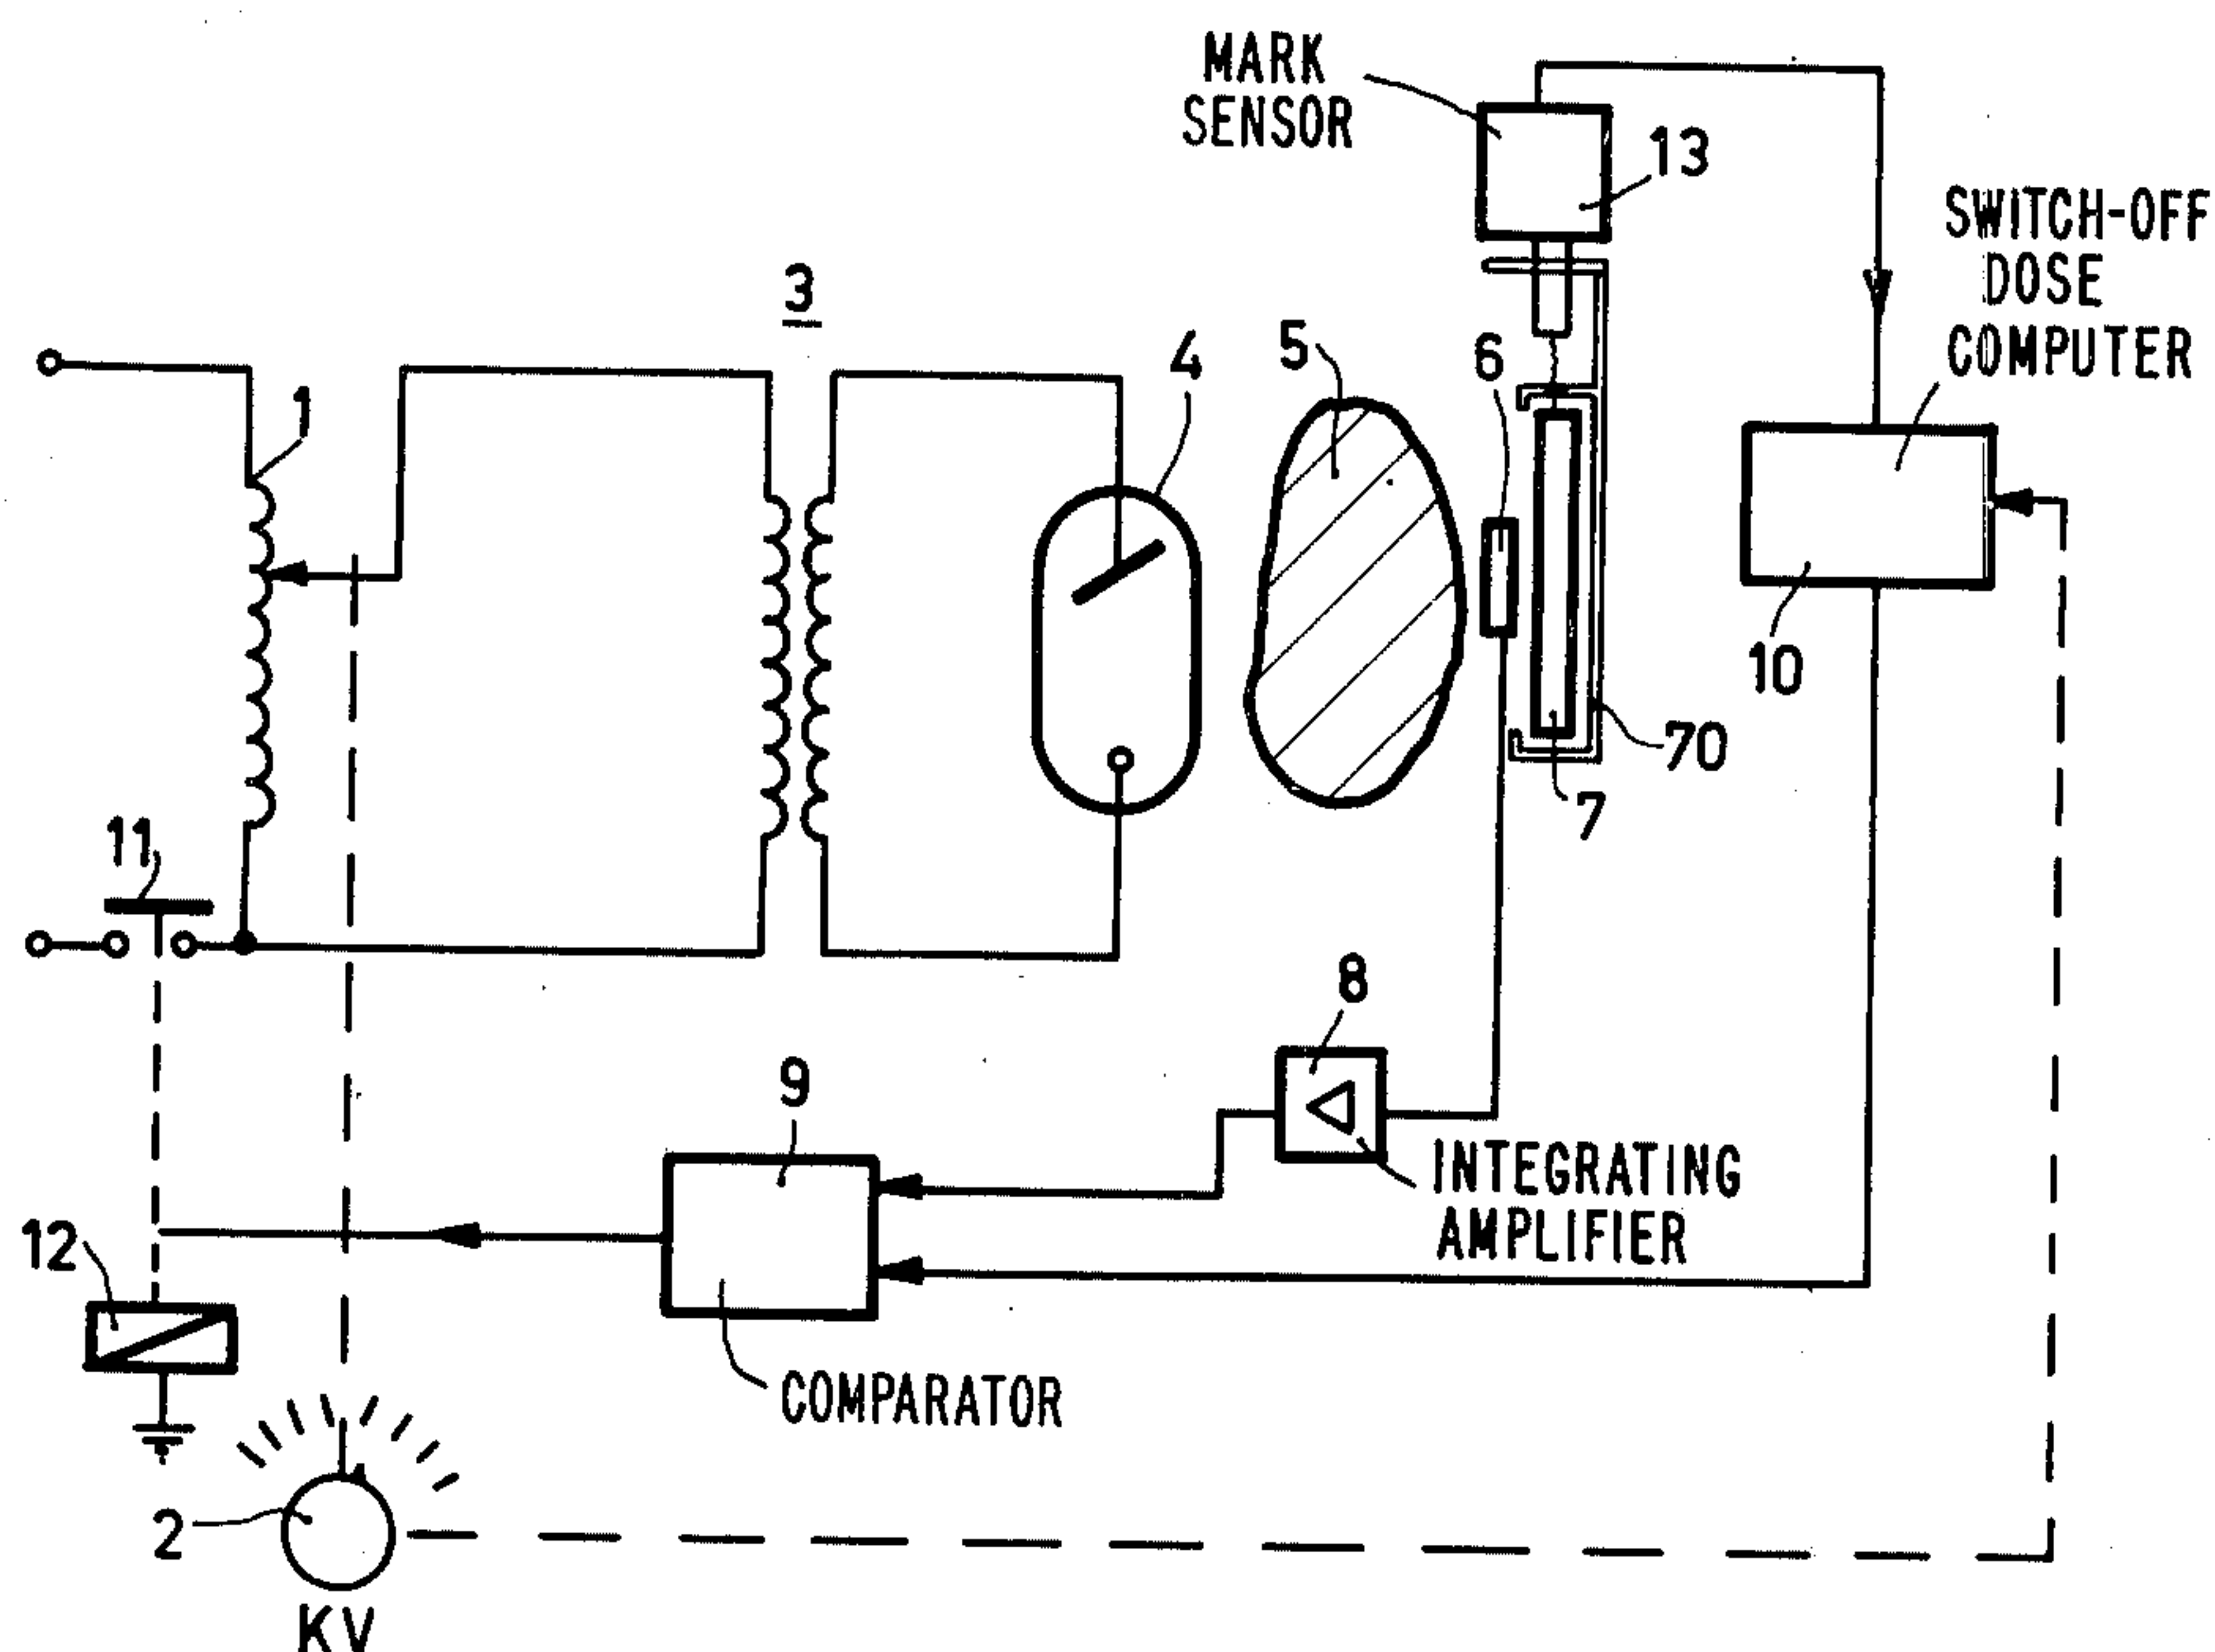 MARK
SENSOR
13
SWITCH-OFF
DOSE
COMPUTER
3
4
5
6
1
10
70
7
11
8
9
INTEGRATING
AMPLIFIER
12
COMPARATOR
2
KV